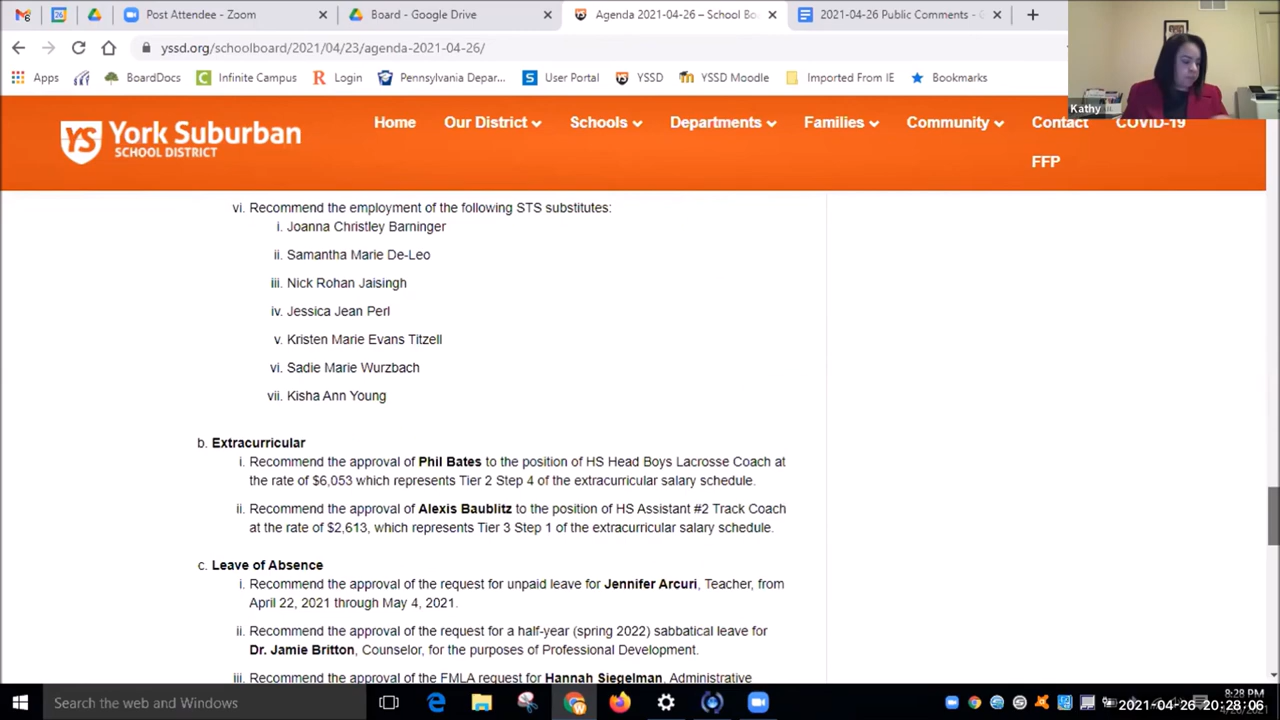 Post Attendee - Zoom
Board - Google Drive
Agenda 2021-04-26 – School Bo
2021-04-26 Public Comments -
yssd.org/schoolboard/2021/04/23/agenda-2021-04-26/
Apps
BoardDocs
Infinite Campus
Login
Pennsylvania Depar...
User Portal
YSSD
YSSD Moodle
Imported From IE
Bookmarks
Kathy
YS York Suburban
SCHOOL DISTRICT
Home
Our District
Schools
Departments
Families
Community
Contact
COVID-19
FFP
vi. Recommend the employment of the following STS substitutes:
i. Joanna Christley Barninger
ii. Samantha Marie De-Leo
iii. Nick Rohan Jaisingh
iv. Jessica Jean Perl
v. Kristen Marie Evans Titzell
vi. Sadie Marie Wurzbach
vii. Kisha Ann Young
b. Extracurricular
i. Recommend the approval of Phil Bates to the position of HS Head Boys Lacrosse Coach at
the rate of $6,053 which represents Tier 2 Step 4 of the extracurricular salary schedule.
ii. Recommend the approval of Alexis Baublitz to the position of HS Assistant #2 Track Coach
at the rate of $2,613, which represents Tier 3 Step 1 of the extracurricular salary schedule.
c. Leave of Absence
i. Recommend the approval of the request for unpaid leave for Jennifer Arcuri, Teacher, from
April 22, 2021 through May 4, 2021.
ii. Recommend the approval of the request for a half-year (spring 2022) sabbatical leave for
Dr. Jamie Britton, Counselor, for the purposes of Professional Development.
iii. Recommend the approval of the FMLA request for Hannah Siegelman, Administrative
Search the web and Windows
8:28 PM
2021-04-26 20:28:06